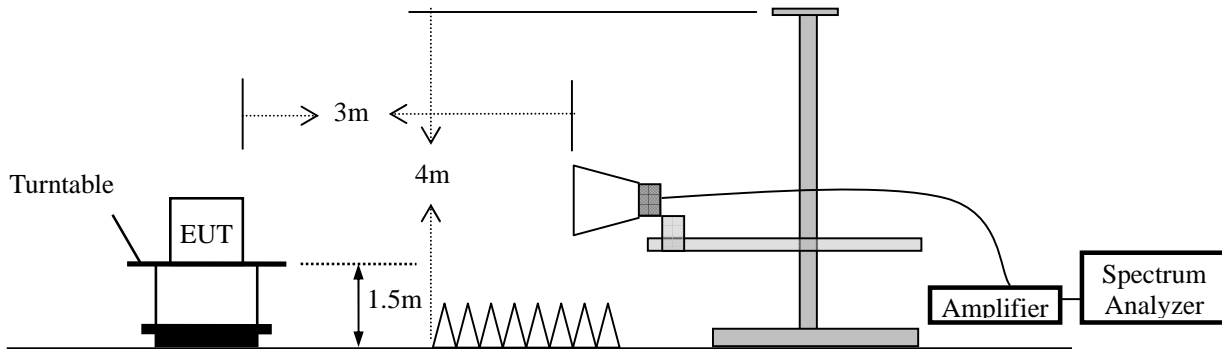 3m
4m
Turntable
EUT
1.5m
Spectrum
Analyzer
Amplifier